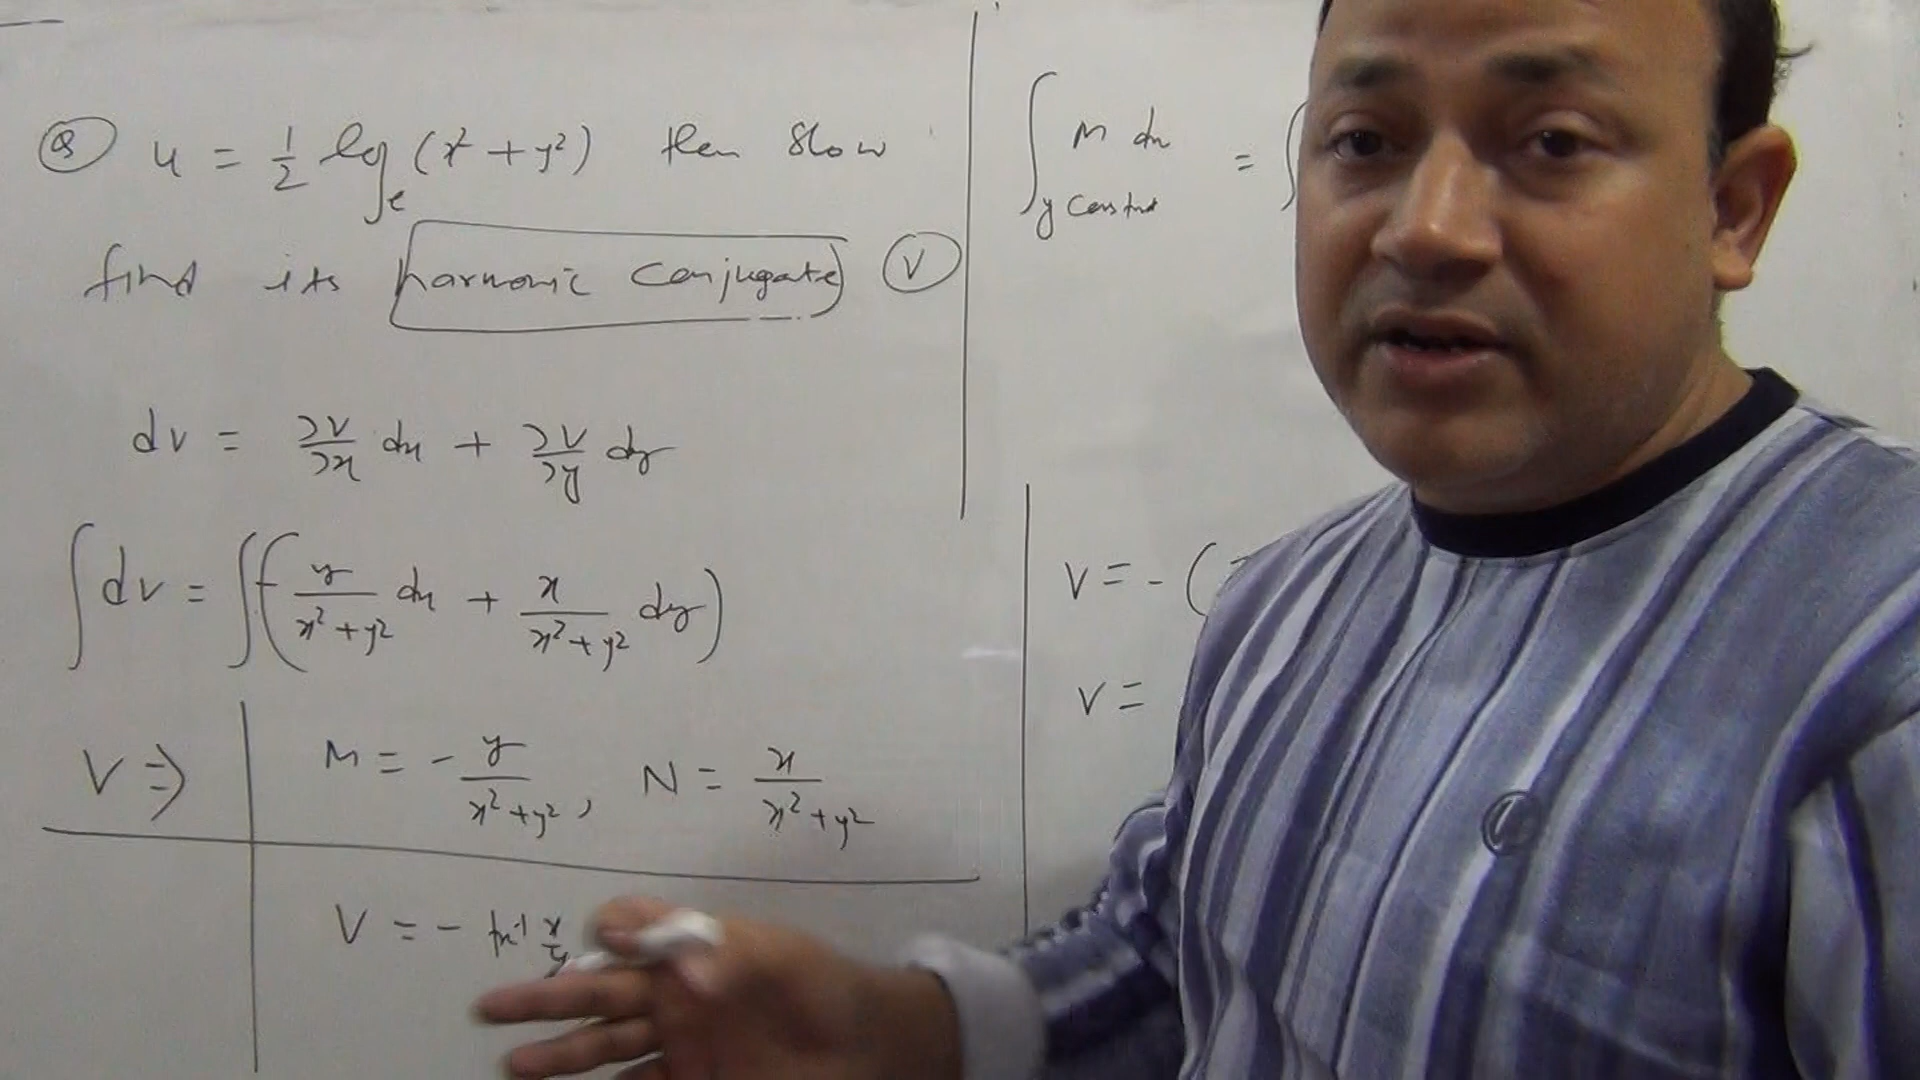 Q u = 1/2 log_e (x² + y²) then show
find its harmonic conjugate V
dv = ∂V/∂x dx + ∂V/∂y dy
∫dv = ∫(- y/(x² + y²) dx + x/(x² + y²) dy)
V ⇒ M = - y/(x² + y²), N = x/(x² + y²)
V = - tan⁻¹ x/y
∫ M dx =
y constant
V = - (
V =